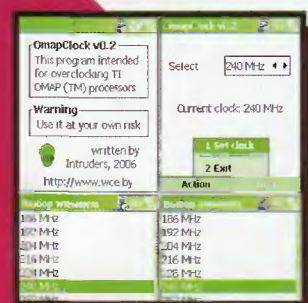 OmapClock v0.2
This program intended
for overclocking TI
OMAP (TM) processors
Warning
Use it at your own risk
written by
Intruders, 2006
http://www.wce.by
Select 240 MHz
Current clock: 240 MHz
1 Set clock
2 Exit
Action
186 MHz
192 MHz
204 MHz
216 MHz
186 MHz
192 MHz
204 MHz
216 MHz
228 MHz